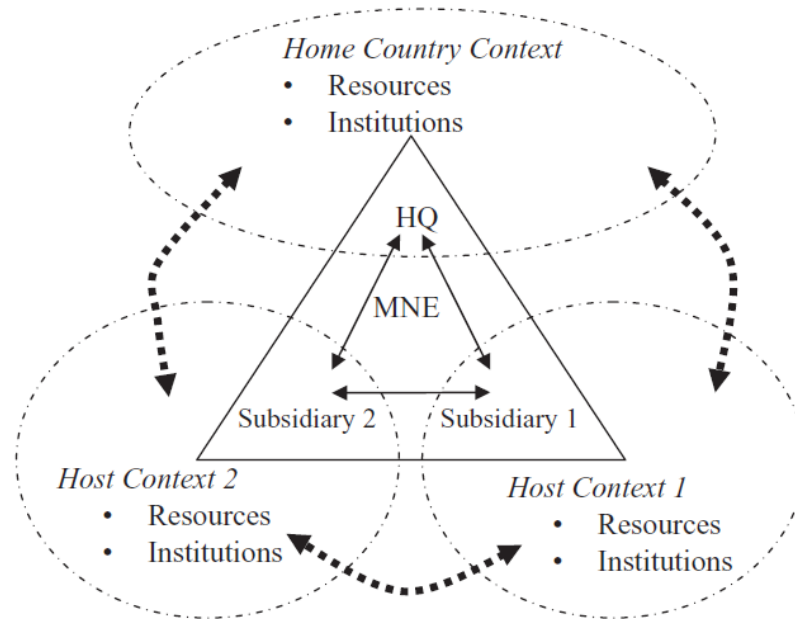 Home Country Context
• Resources
• Institutions
HQ
MNE
Subsidiary 2
Subsidiary 1
Host Context 2
• Resources
• Institutions
Host Context 1
• Resources
• Institutions